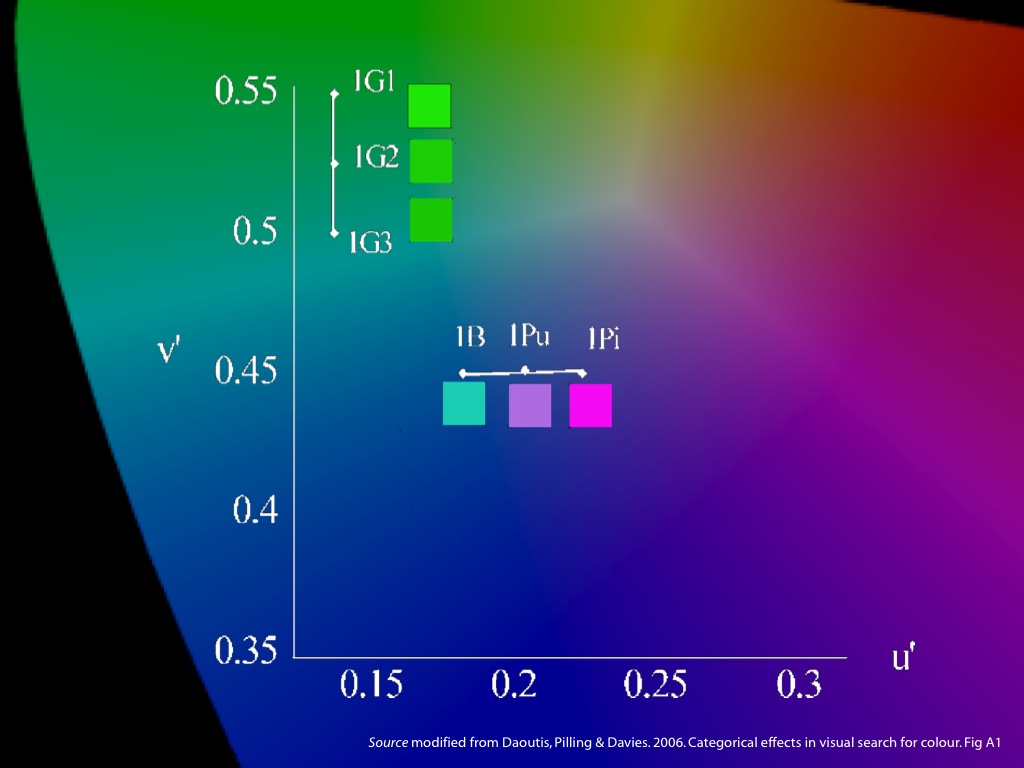 0.55
1G1
1G2
0.5
1G3
1B 1Pu 1Pi
v'
0.45
0.4
0.35
u'
0.15 0.2 0.25 0.3
Source modified from Daoutis, Pilling & Davies. 2006. Categorical effects in visual search for colour. Fig A1